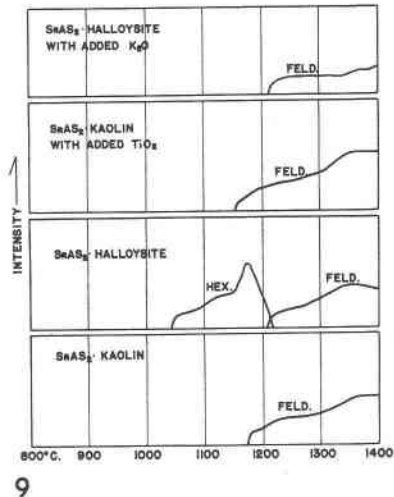 SrAS₂·HALLOYSITE
WITH ADDED K₂O
FELD.
SrAS₂·KAOLIN
WITH ADDED TiO₂
FELD.
INTENSITY
SrAS₂·HALLOYSITE
HEX.
FELD.
SrAS₂·KAOLIN
FELD.
800°C. 900 1000 1100 1200 1300 1400
9